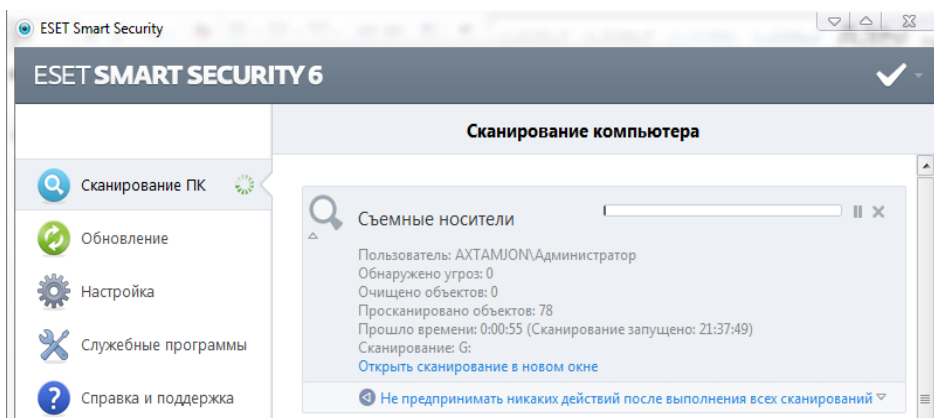 ESET Smart Security
ESET SMART SECURITY 6
Сканирование компьютера
Сканирование ПК
Обновление
Настройка
Служебные программы
Справка и поддержка
Съемные носители
Пользователь: AXTAMJON\Администратор
Обнаружено угроз: 0
Очищено объектов: 0
Просканировано объектов: 78
Прошло времени: 0:00:55 (Сканирование запущено: 21:37:49)
Сканирование: G:
Открыть сканирование в новом окне
Не предпринимать никаких действий после выполнения всех сканирований